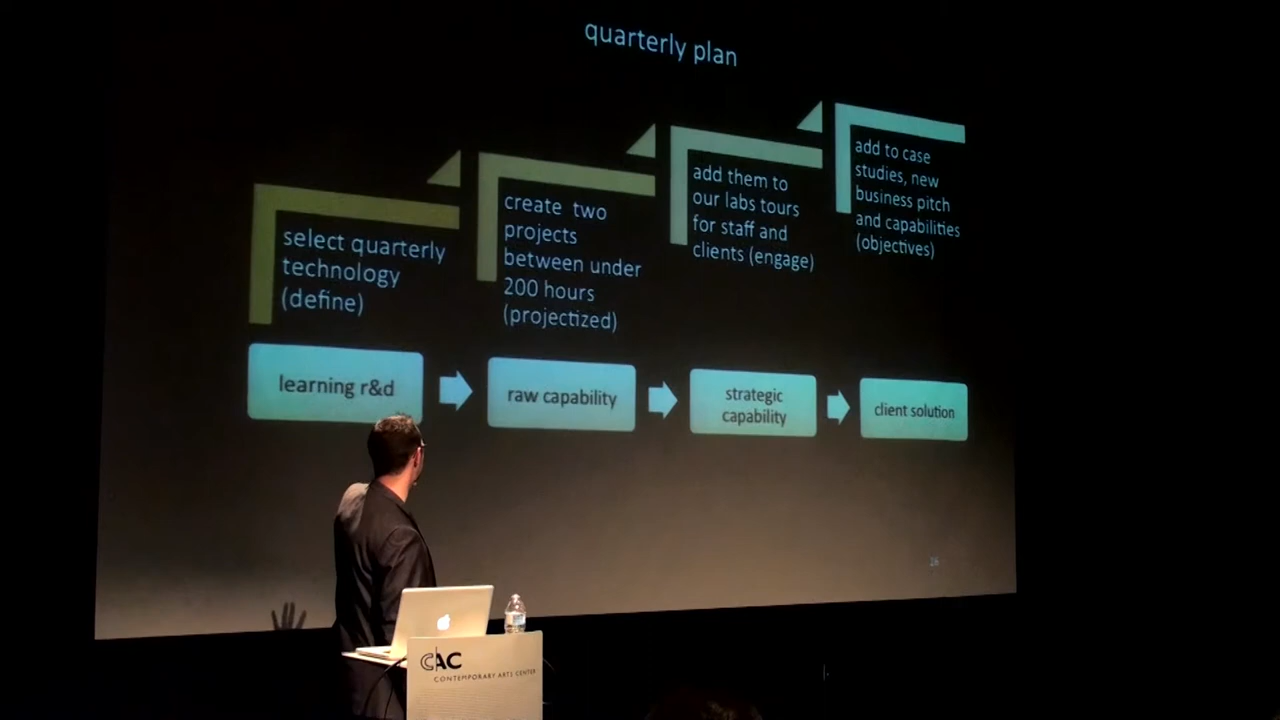 quarterly plan
select quarterly
technology
(define)
create two
projects
between under
200 hours
(projectized)
add them to
our labs tours
for staff and
clients (engage)
add to case
studies, new
business pitch
and capabilities
(objectives)
learning r&d
raw capability
strategic
capability
client solution
CAC
CONTEMPORARY ARTS CENTER